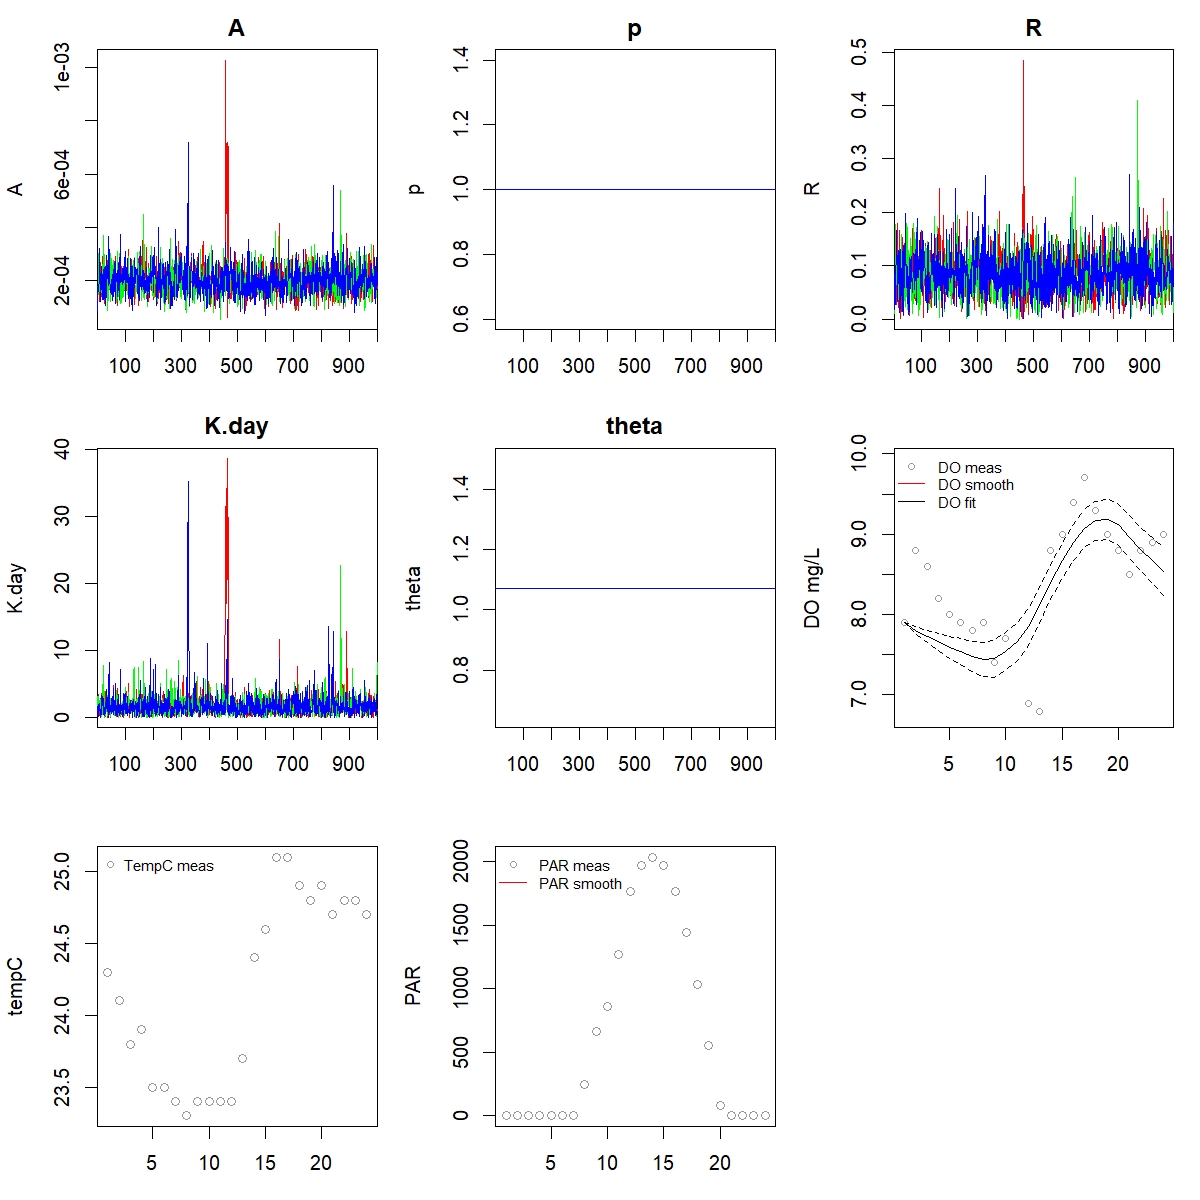 A
A
1e-03
6e-04
2e-04
100 300 500 700 900
p
p
1.4
1.2
1.0
0.8
0.6
100 300 500 700 900
R
R
0.5
0.4
0.3
0.2
0.1
0.0
100 300 500 700 900
K.day
K.day
40
30
20
10
0
100 300 500 700 900
theta
theta
1.4
1.2
1.0
0.8
100 300 500 700 900
DO mg/L
10.0
9.0
8.0
7.0
DO meas
DO smooth
DO fit
5 10 15 20
tempC
25.0
24.5
24.0
23.5
TempC meas
5 10 15 20
PAR
2000
1500
1000
500
0
PAR meas
PAR smooth
5 10 15 20